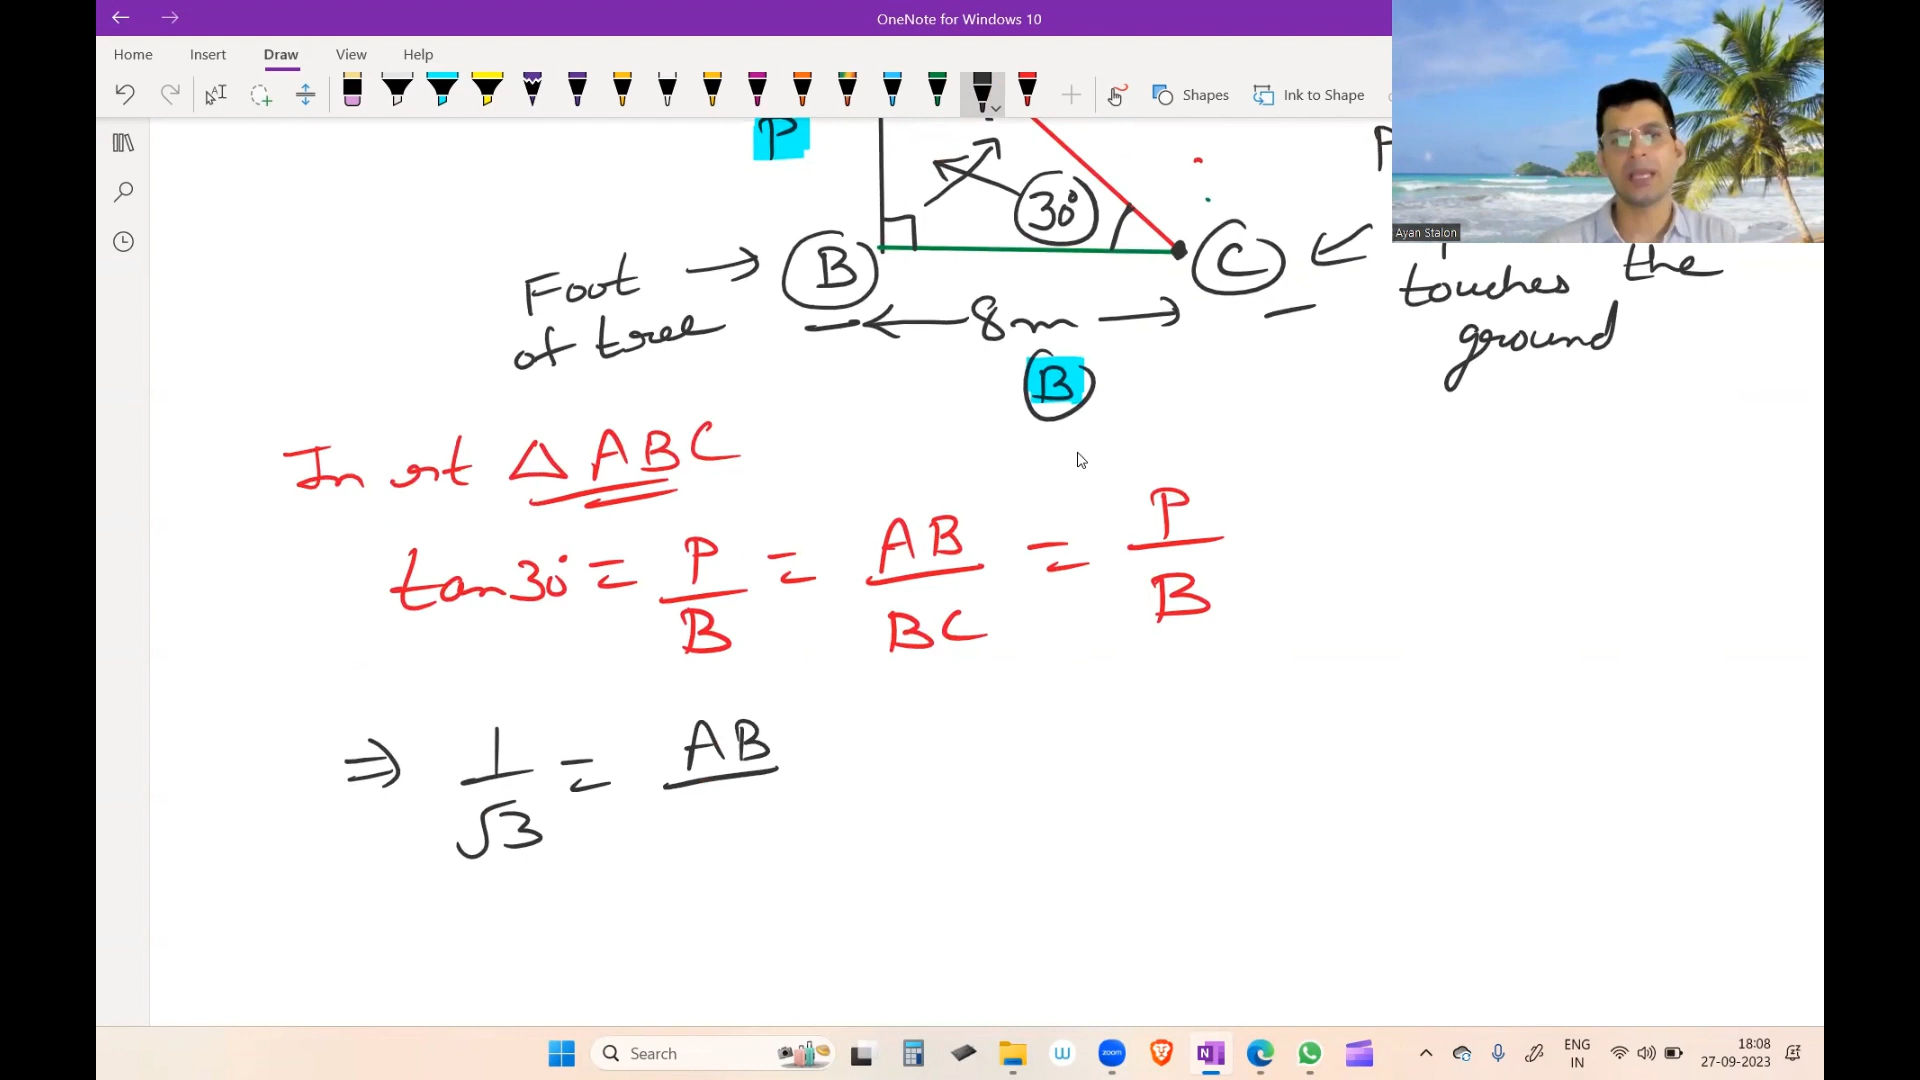 OneNote for Windows 10
Home Insert Draw View Help
Shapes Ink to Shape
P
P
30°
Ayan Stalon
B
C
Foot
of tree
touches the
ground
8m
B
In rt △ ABC
tan30° = P/B = AB/BC = P/B
⇒ 1/√3 = AB
Search
zoom
ENG
IN
18:08
27-09-2023